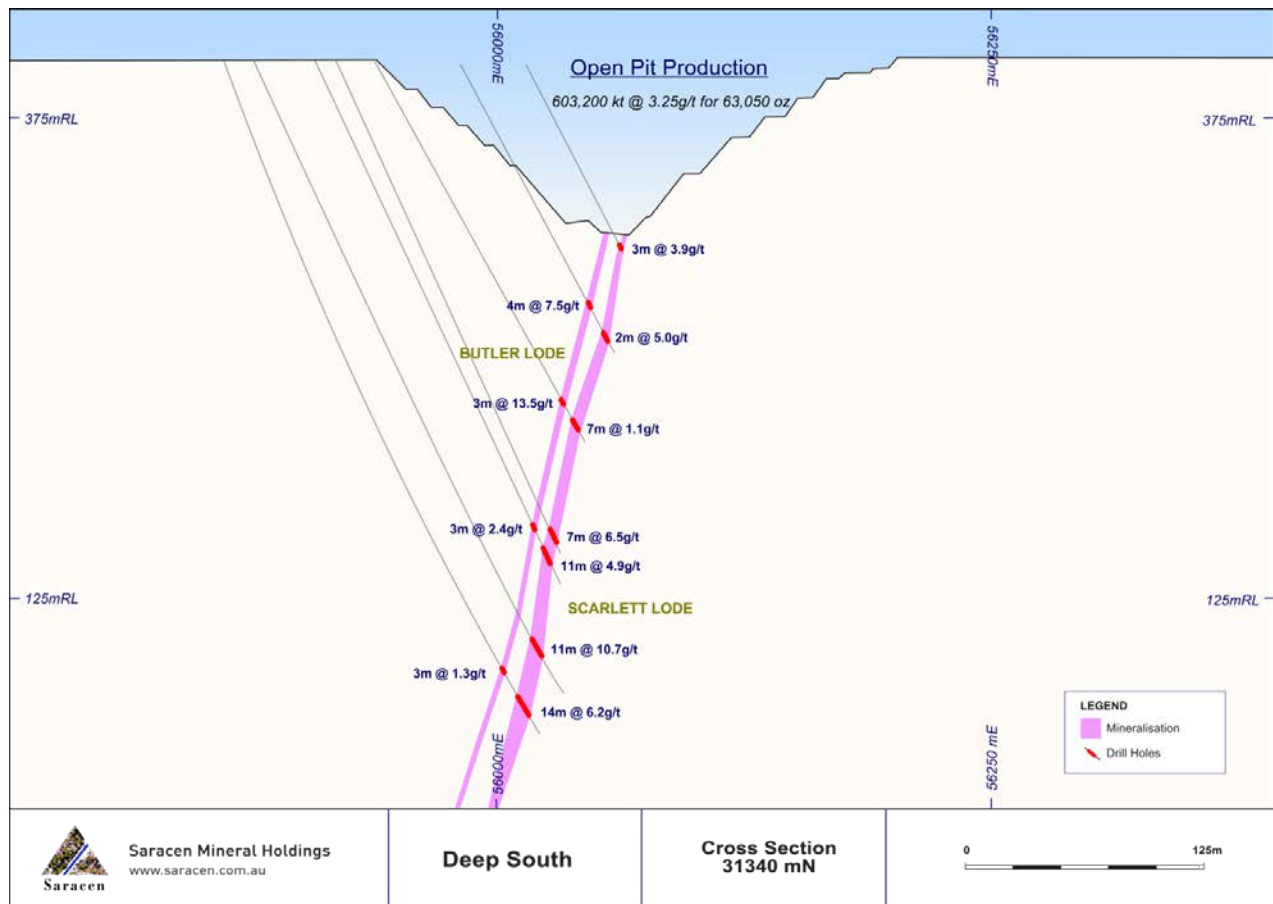 56000mE
56250mE
Open Pit Production
603,200 kt @ 3.25g/t for 63,050 oz
375mRL
375mRL
3m @ 3.9g/t
4m @ 7.5g/t
2m @ 5.0g/t
BUTLER LODE
3m @ 13.5g/t
7m @ 1.1g/t
3m @ 2.4g/t
7m @ 6.5g/t
11m @ 4.9g/t
125mRL
125mRL
SCARLETT LODE
11m @ 10.7g/t
3m @ 1.3g/t
14m @ 6.2g/t
56000mE
56250 mE
LEGEND
Mineralisation
Drill Holes
Saracen
Saracen Mineral Holdings
www.saracen.com.au
Deep South
Cross Section
31340 mN
0
125m